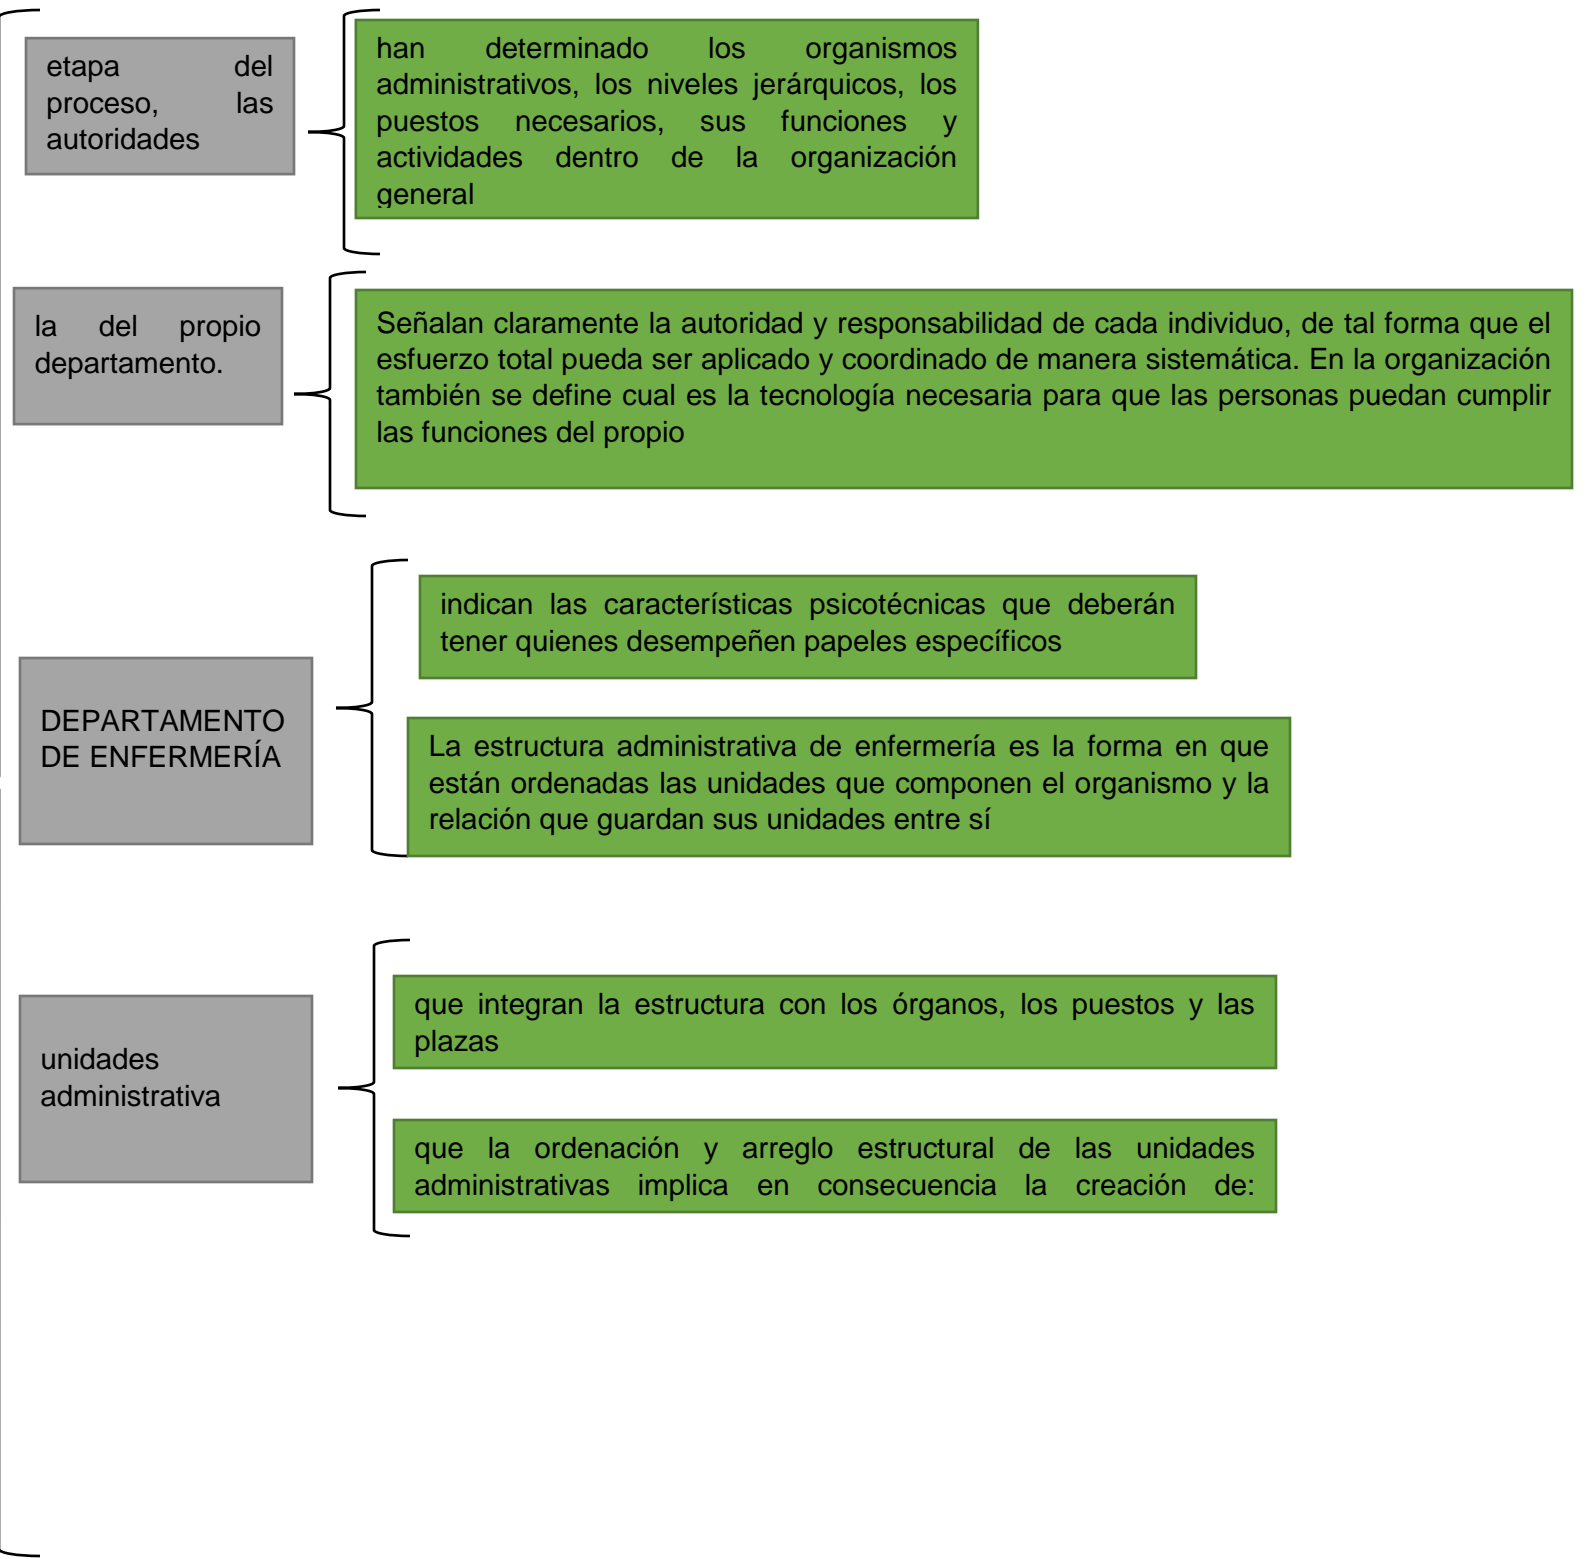 etapa del
proceso, las
autoridades
han determinado los organismos
administrativos, los niveles jerárquicos, los
puestos necesarios, sus funciones y
actividades dentro de la organización
general
la del propio
departamento.
Señalan claramente la autoridad y responsabilidad de cada individuo, de tal forma que el
esfuerzo total pueda ser aplicado y coordinado de manera sistemática. En la organización
también se define cual es la tecnología necesaria para que las personas puedan cumplir
las funciones del propio
DEPARTAMENTO
DE ENFERMERÍA
indican las características psicotécnicas que deberán
tener quienes desempeñen papeles específicos
La estructura administrativa de enfermería es la forma en que
están ordenadas las unidades que componen el organismo y la
relación que guardan sus unidades entre sí
unidades
administrativa
que integran la estructura con los órganos, los puestos y las
plazas
que la ordenación y arreglo estructural de las unidades
administrativas implica en consecuencia la creación de: